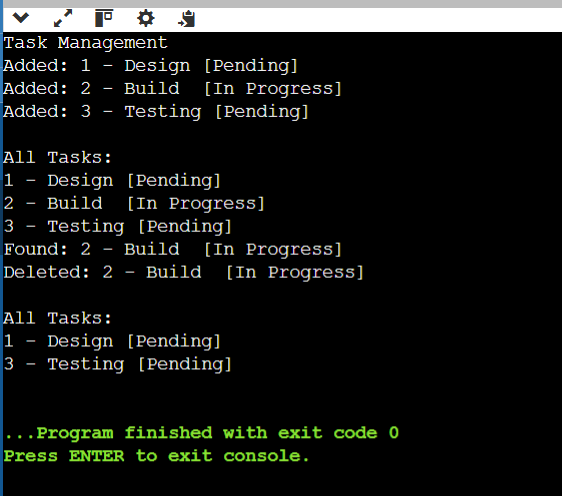 Task Management
Added: 1 - Design [Pending]
Added: 2 - Build  [In Progress]
Added: 3 - Testing [Pending]

All Tasks:
1 - Design [Pending]
2 - Build  [In Progress]
3 - Testing [Pending]
Found: 2 - Build  [In Progress]
Deleted: 2 - Build  [In Progress]

All Tasks:
1 - Design [Pending]
3 - Testing [Pending]

...Program finished with exit code 0
Press ENTER to exit console.